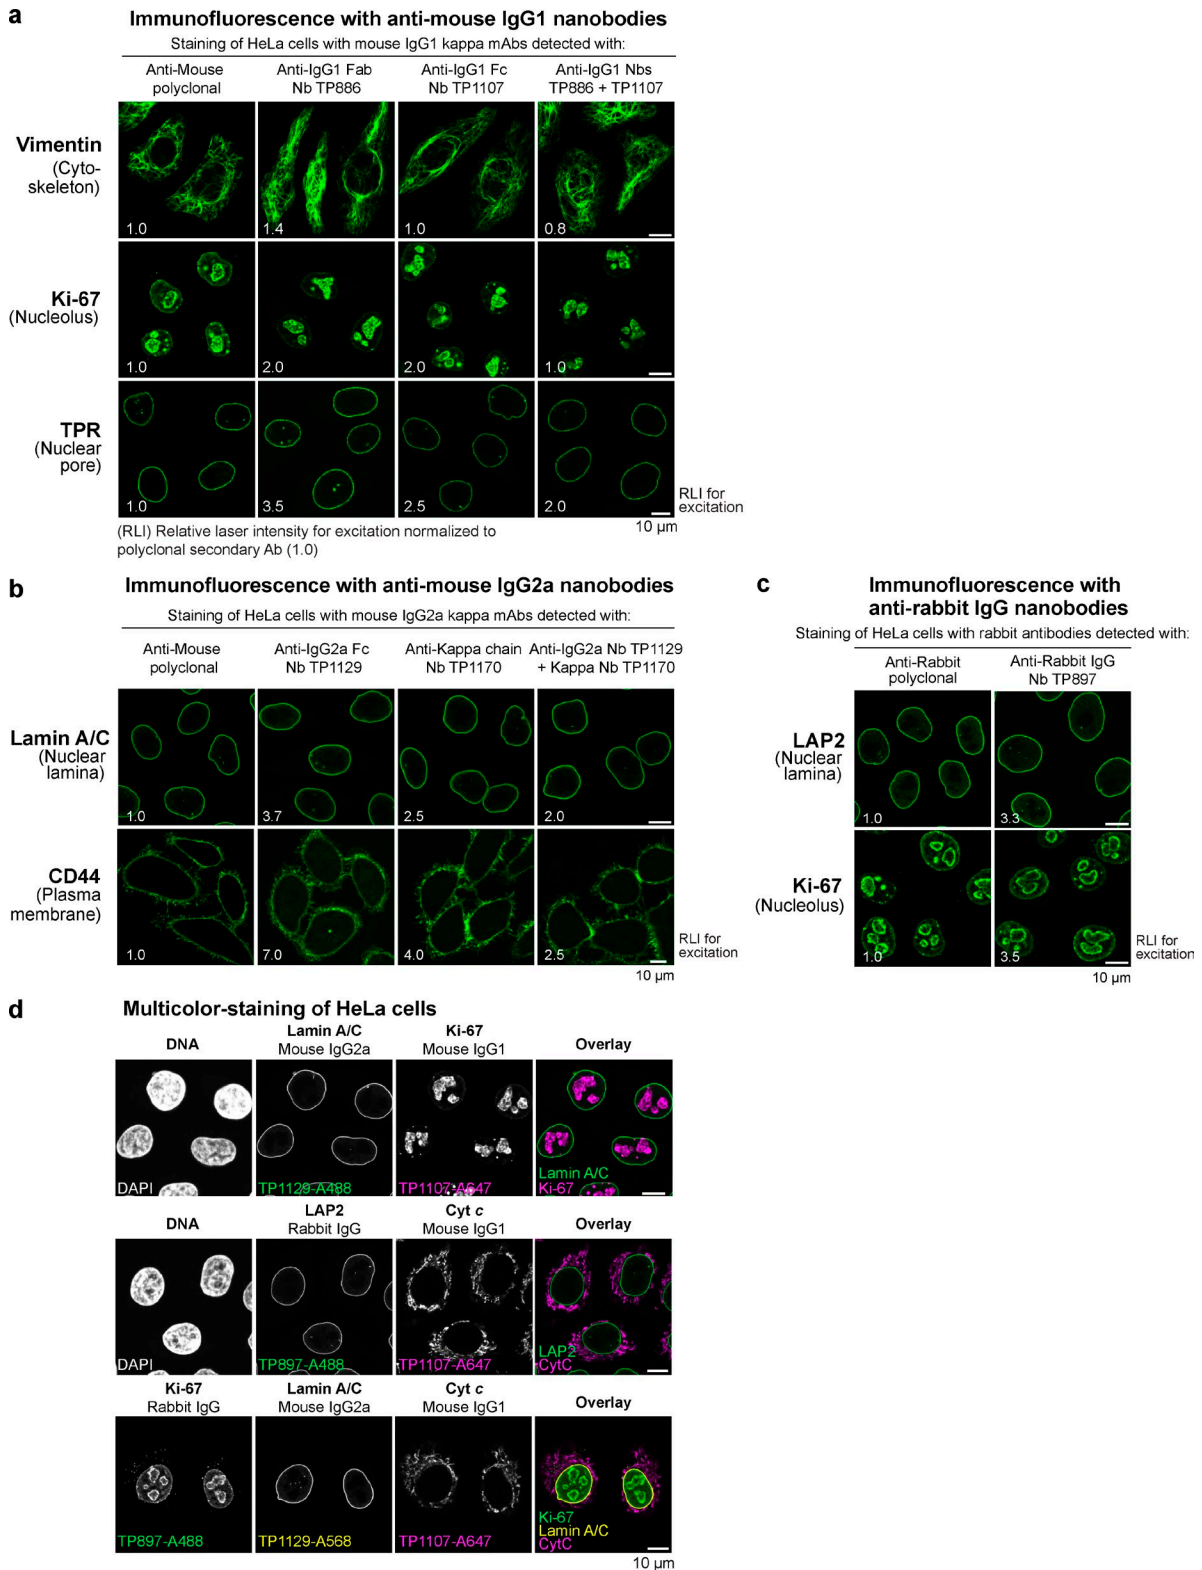 a
Immunofluorescence with anti-mouse IgG1 nanobodies
Staining of HeLa cells with mouse IgG1 kappa mAbs detected with:
Anti-Mouse polyclonal
Anti-IgG1 Fab Nb TP886
Anti-IgG1 Fc Nb TP1107
Anti-IgG1 Nbs TP886 + TP1107
Vimentin
(Cyto-
skeleton)
1.0
1.4
1.0
0.8
Ki-67
(Nucleolus)
1.0
2.0
2.0
1.0
TPR
(Nuclear
pore)
1.0
3.5
2.5
2.0
RLI for
excitation
10 µm
(RLI) Relative laser intensity for excitation normalized to
polyclonal secondary Ab (1.0)
b
Immunofluorescence with anti-mouse IgG2a nanobodies
Staining of HeLa cells with mouse IgG2a kappa mAbs detected with:
Anti-Mouse polyclonal
Anti-IgG2a Fc Nb TP1129
Anti-Kappa chain Nb TP1170
Anti-IgG2a Nb TP1129 + Kappa Nb TP1170
Lamin A/C
(Nuclear
lamina)
1.0
3.7
2.5
2.0
CD44
(Plasma
membrane)
1.0
7.0
4.0
2.5
RLI for
excitation
10 µm
c
Immunofluorescence with
anti-rabbit IgG nanobodies
Staining of HeLa cells with rabbit antibodies detected with:
Anti-Rabbit polyclonal
Anti-Rabbit IgG Nb TP897
LAP2
(Nuclear
lamina)
1.0
3.3
Ki-67
(Nucleolus)
1.0
3.5
RLI for
excitation
10 µm
d
Multicolor-staining of HeLa cells
DNA
Lamin A/C
Mouse IgG2a
Ki-67
Mouse IgG1
Overlay
DAPI
TP1129-A488
TP1107-A647
Lamin A/C
Ki-67
DNA
LAP2
Rabbit IgG
Cyt c
Mouse IgG1
Overlay
DAPI
TP897-A488
TP1107-A647
LAP2
CytC
Ki-67
Rabbit IgG
Lamin A/C
Mouse IgG2a
Cyt c
Mouse IgG1
Overlay
TP897-A488
TP1129-A568
TP1107-A647
Ki-67
Lamin A/C
CytC
10 µm